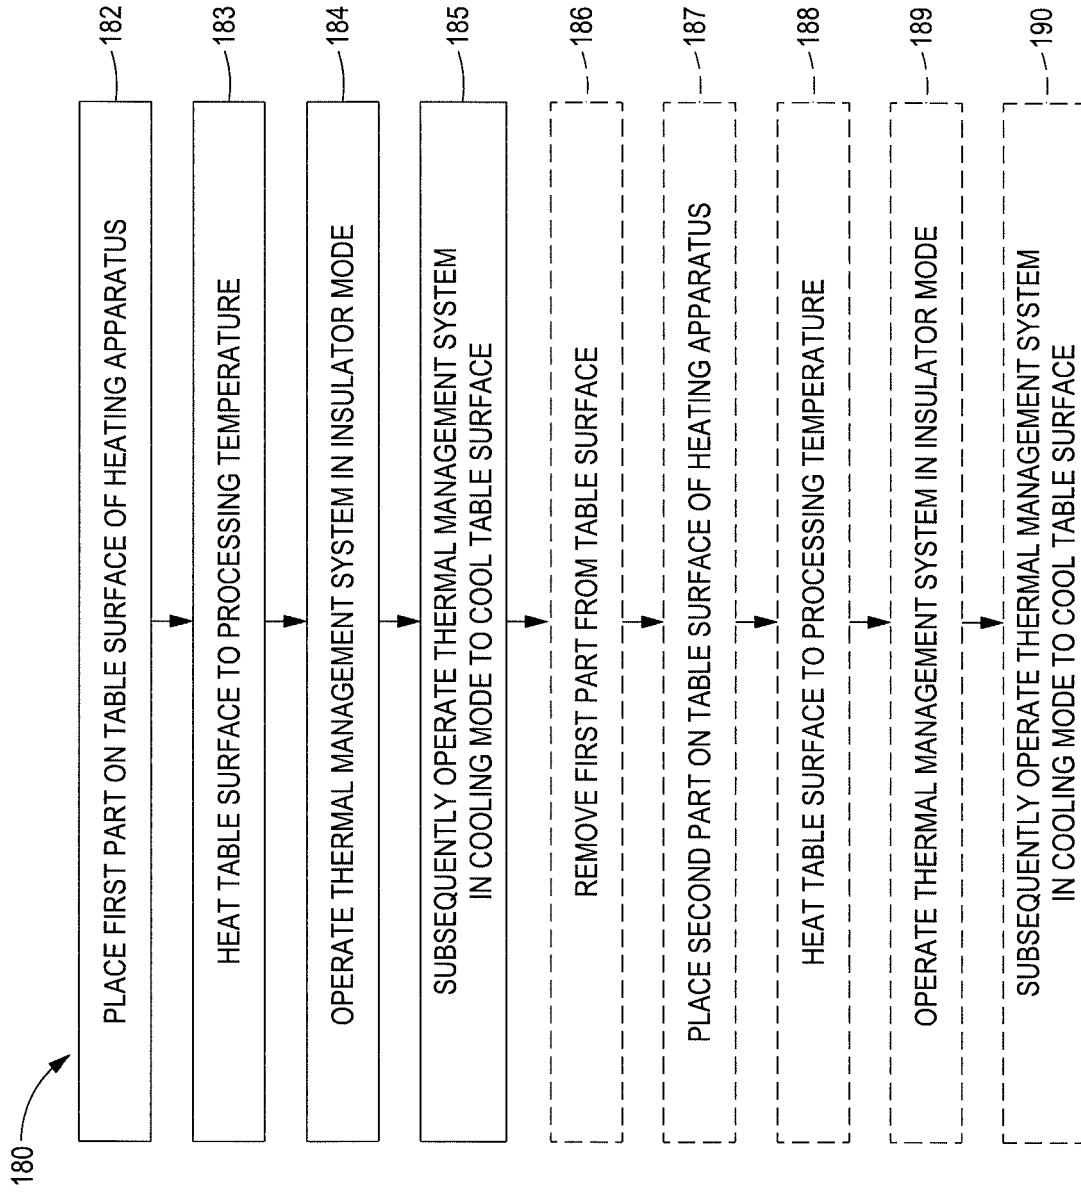 180
PLACE FIRST PART ON TABLE SURFACE OF HEATING APPARATUS
182
HEAT TABLE SURFACE TO PROCESSING TEMPERATURE
183
OPERATE THERMAL MANAGEMENT SYSTEM IN INSULATOR MODE
184
SUBSEQUENTLY OPERATE THERMAL MANAGEMENT SYSTEM
IN COOLING MODE TO COOL TABLE SURFACE
185
REMOVE FIRST PART FROM TABLE SURFACE
186
PLACE SECOND PART ON TABLE SURFACE OF HEATING APPARATUS
187
HEAT TABLE SURFACE TO PROCESSING TEMPERATURE
188
OPERATE THERMAL MANAGEMENT SYSTEM IN INSULATOR MODE
189
SUBSEQUENTLY OPERATE THERMAL MANAGEMENT SYSTEM
IN COOLING MODE TO COOL TABLE SURFACE
190